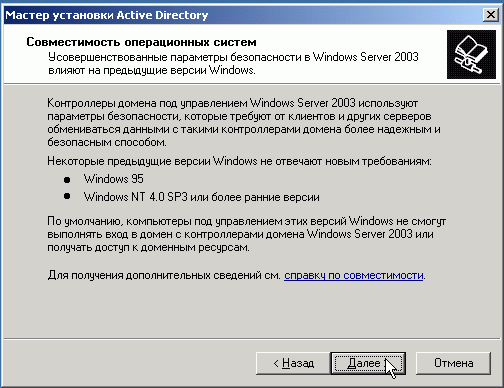 Мастер установки Active Directory
Совместимость операционных систем
Усовершенствованные параметры безопасности в Windows Server 2003
влияют на предыдущие версии Windows.
Контроллеры домена под управлением Windows Server 2003 используют
параметры безопасности, которые требуют от клиентов и других серверов
обмениваться данными с такими контроллерами домена более надежным и
безопасным способом.
Некоторые предыдущие версии Windows не отвечают новым требованиям:
● Windows 95
● Windows NT 4.0 SP3 или более ранние версии
По умолчанию, компьютеры под управлением этих версий Windows не смогут
выполнять вход в домен с контроллерами домена Windows Server 2003 или
получать доступ к доменным ресурсам.
Для получения дополнительных сведений см. справку по совместимости.
< Назад Далее > Отмена